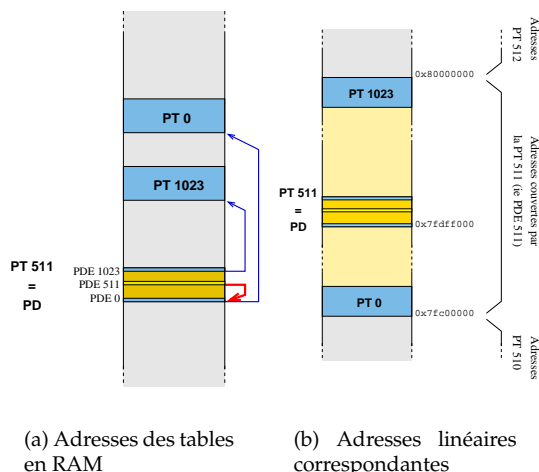 PT 0
PT 1023
PT 511
=
PD
PDE 1023
PDE 511
PDE 0
(a) Adresses des tables
en RAM
Adresses
PT 512
0x80000000
PT 1023
Adresses couvertes par
la PT 511 (ie PDE 511)
PT 511
=
PD
0x7fdff000
PT 0
0x7fc00000
Adresses
PT 510
(b) Adresses linéaires
correspondantes